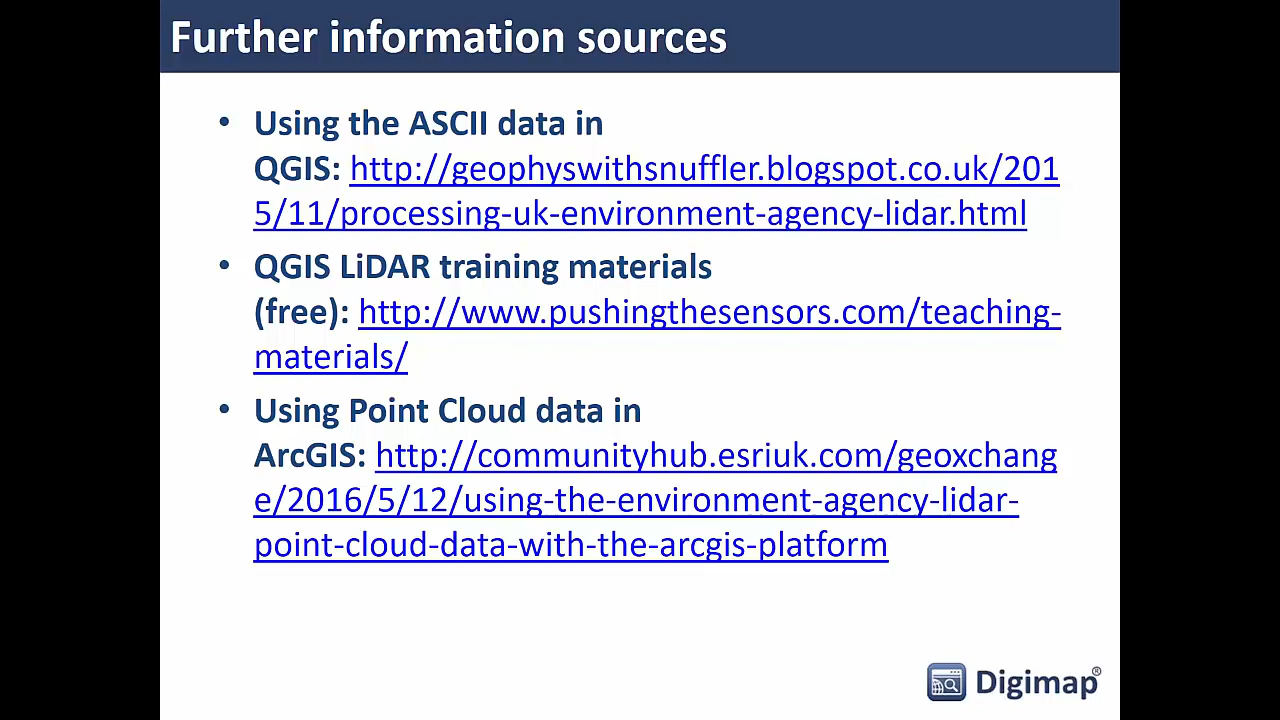 Further information sources
• Using the ASCII data in
QGIS: http://geophyswithsnuffler.blogspot.co.uk/201
5/11/processing-uk-environment-agency-lidar.html
• QGIS LiDAR training materials
(free): http://www.pushingthesensors.com/teaching-
materials/
• Using Point Cloud data in
ArcGIS: http://communityhub.esriuk.com/geoxchang
e/2016/5/12/using-the-environment-agency-lidar-
point-cloud-data-with-the-arcgis-platform
Digimap®